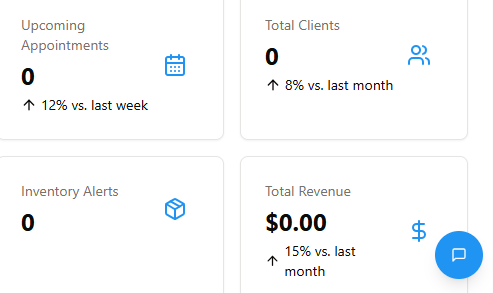 Upcoming
Appointments
0
12% vs. last week
Total Clients
0
8% vs. last month
Inventory Alerts
0
Total Revenue
$0.00
15% vs. last
month